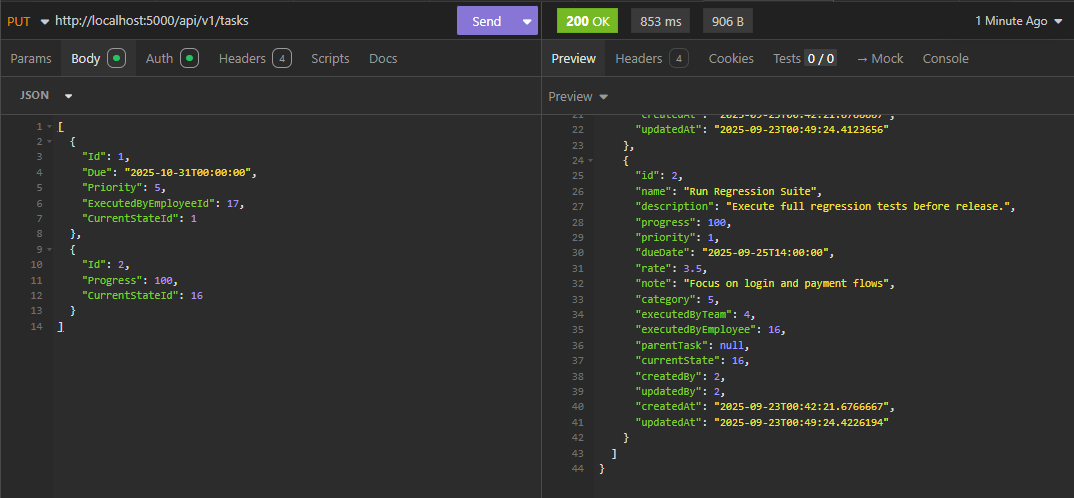 PUT http://localhost:5000/api/v1/tasks Send
200 OK 853 ms 906 B 1 Minute Ago
Params Body Auth Headers 4 Scripts Docs
Preview Headers 4 Cookies Tests 0 / 0 → Mock Console
JSON
1 [
2 {
3 "Id": 1,
4 "Due": "2025-10-31T00:00:00",
5 "Priority": 5,
6 "ExecutedByEmployeeId": 17,
7 "CurrentStateId": 1
8 },
9 {
10 "Id": 2,
11 "Progress": 100,
12 "CurrentStateId": 16
13 }
14 ]
Preview
21 "createdAt": "2025-09-23T00:42:21.6766667",
22 "updatedAt": "2025-09-23T00:49:24.4123656"
23 },
24 {
25 "id": 2,
26 "name": "Run Regression Suite",
27 "description": "Execute full regression tests before release.",
28 "progress": 100,
29 "priority": 1,
30 "dueDate": "2025-09-25T14:00:00",
31 "rate": 3.5,
32 "note": "Focus on login and payment flows",
33 "category": 5,
34 "executedByTeam": 4,
35 "executedByEmployee": 16,
36 "parentTask": null,
37 "currentState": 16,
38 "createdBy": 2,
39 "updatedBy": 2,
40 "createdAt": "2025-09-23T00:42:21.6766667",
41 "updatedAt": "2025-09-23T00:49:24.4226194"
42 }
43 ]
44 }